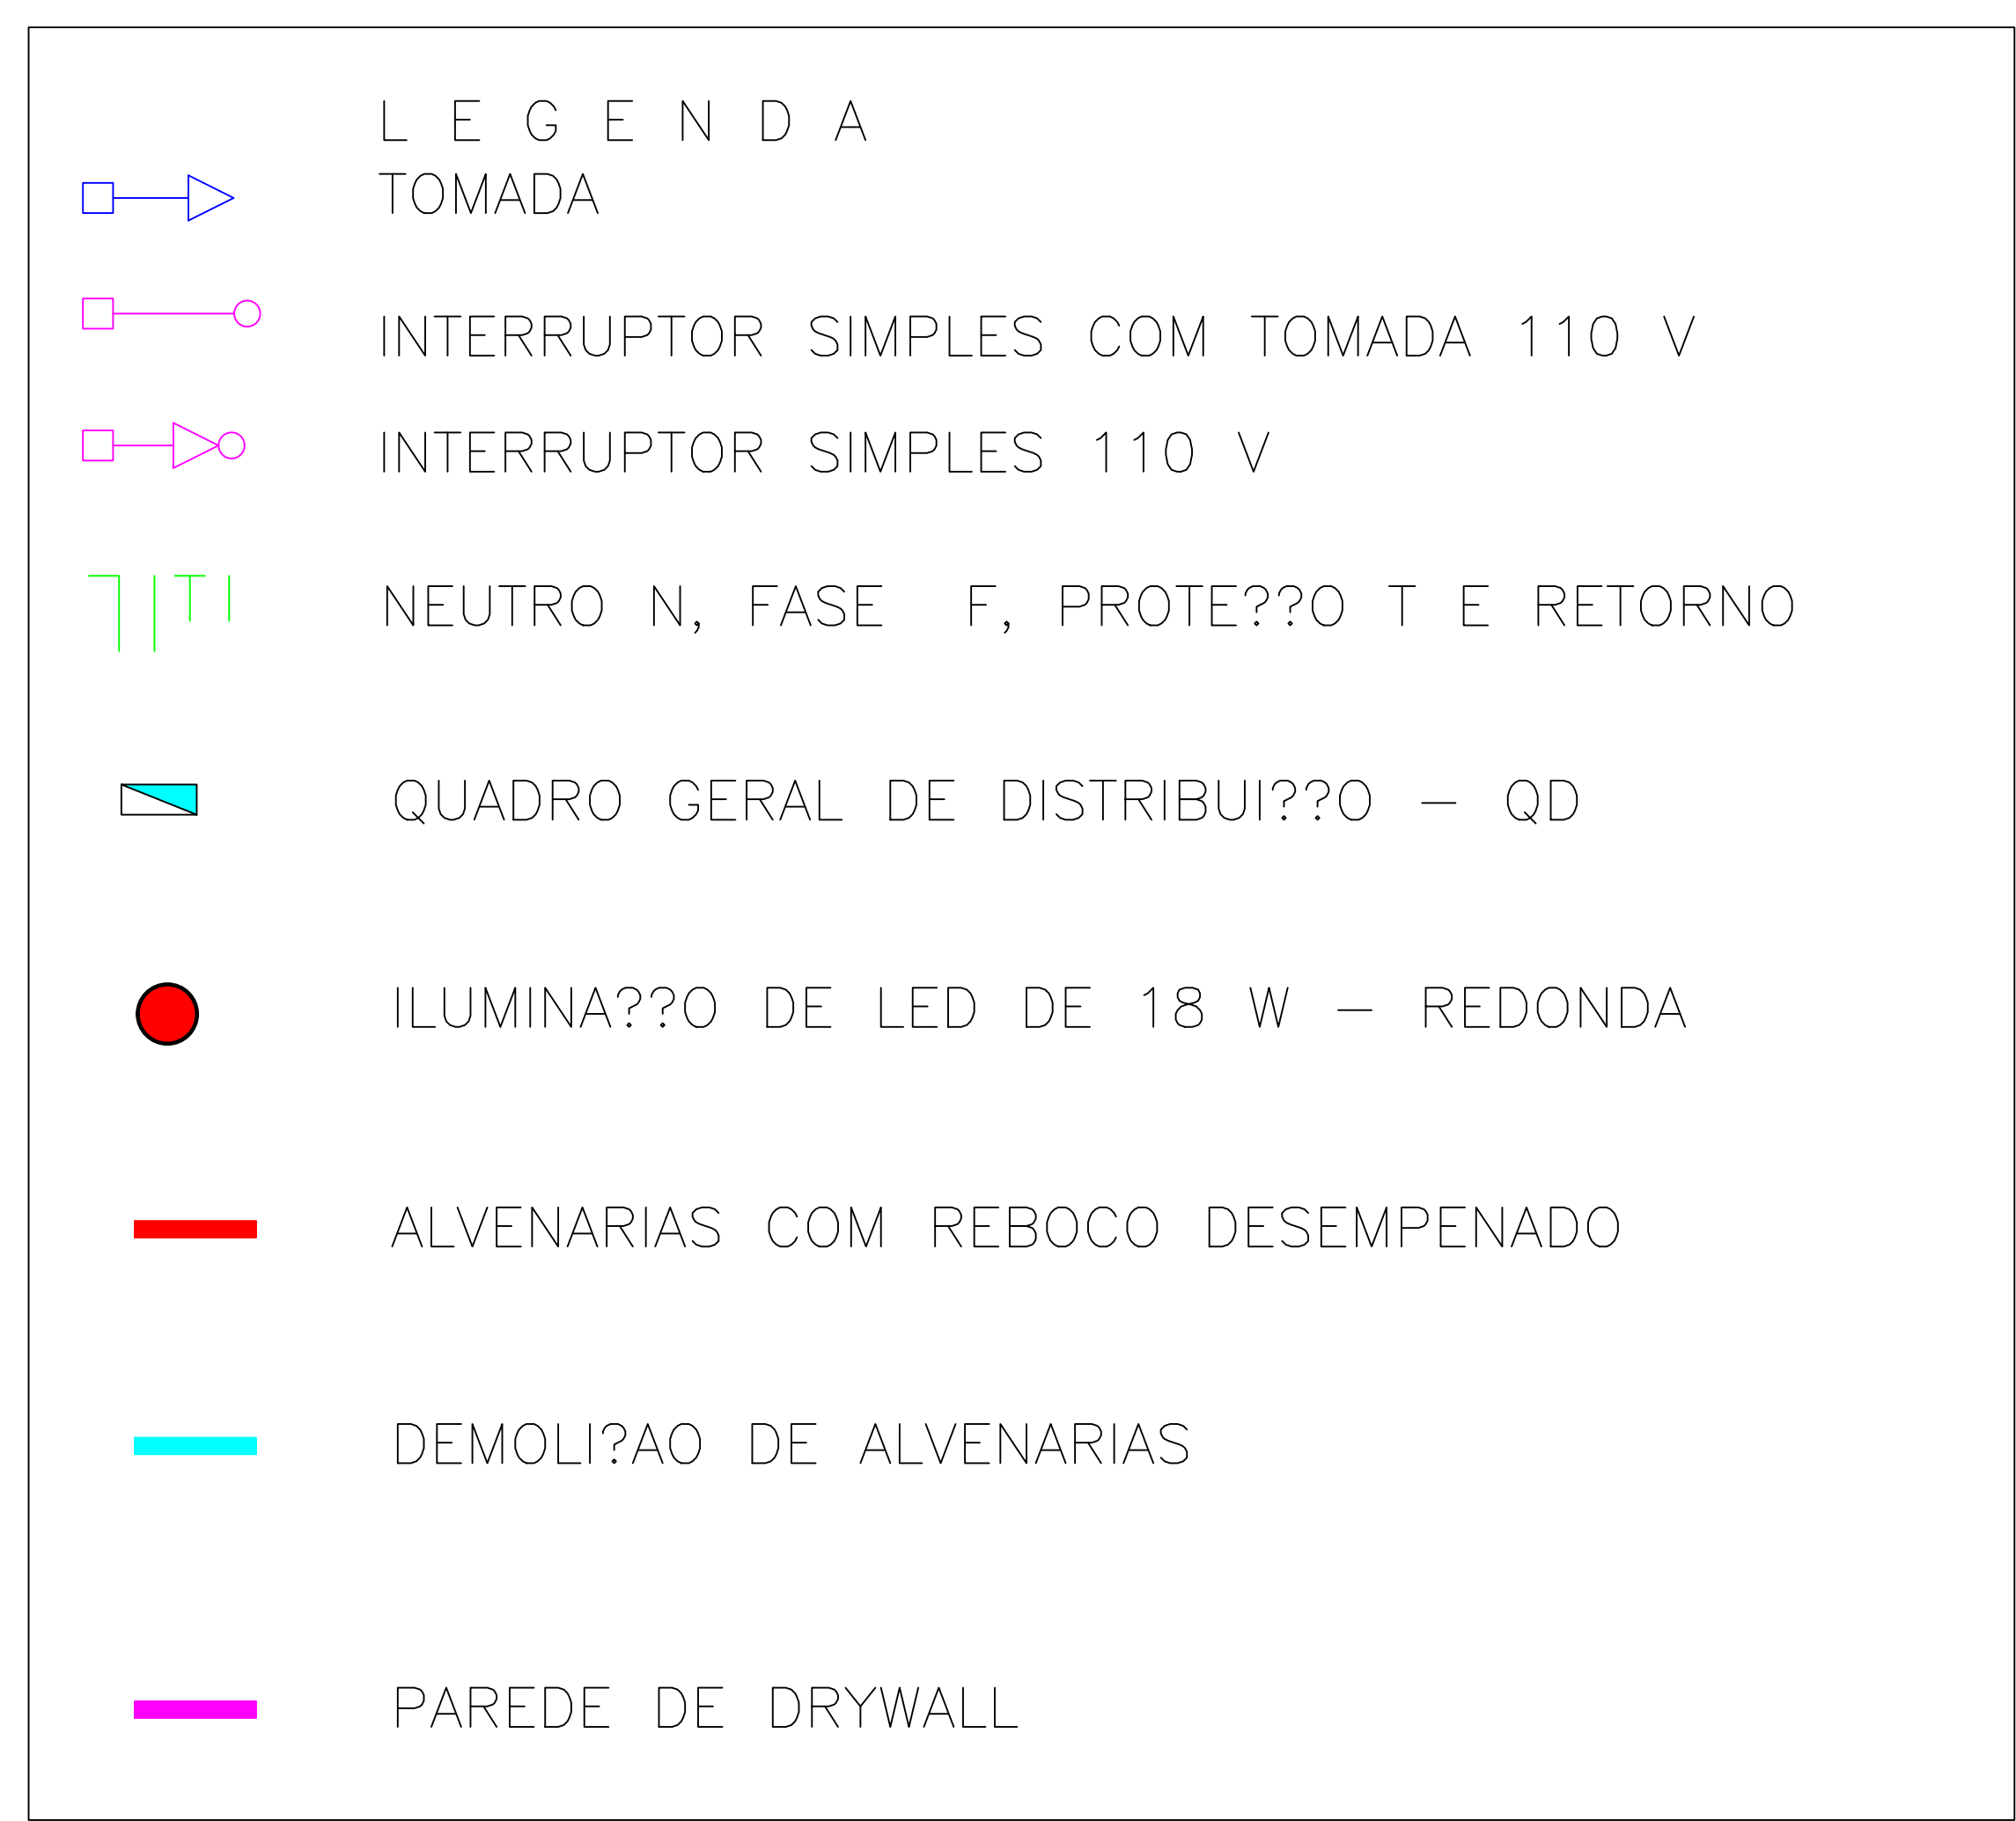 L E G E N D A
TOMADA
INTERRUPTOR SIMPLES COM TOMADA 110 V
INTERRUPTOR SIMPLES 110 V
NEUTRO N, FASE F, PROTE??O T E RETORNO
QUADRO GERAL DE DISTRIBUI??O - QD
ILUMINA??O DE LED DE 18 W - REDONDA
ALVENARIAS COM REBOCO DESEMPENADO
DEMOLI?AO DE ALVENARIAS
PAREDE DE DRYWALL